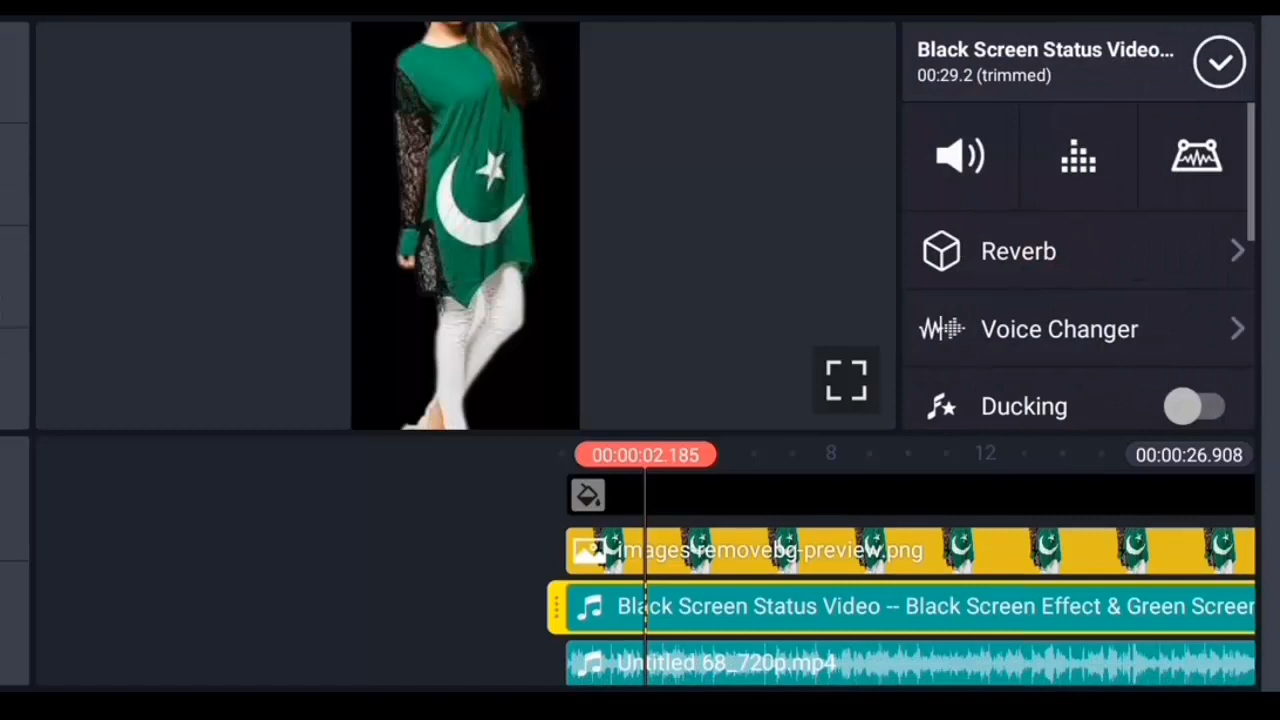 Black Screen Status Video...
00:29.2 (trimmed)
Reverb
Voice Changer
Ducking
00:00:02.185
8
12
00:00:26.908
images-removebg-preview.png
Black Screen Status Video -- Black Screen Effect & Green Screen
Untitled 68_720p.mp4